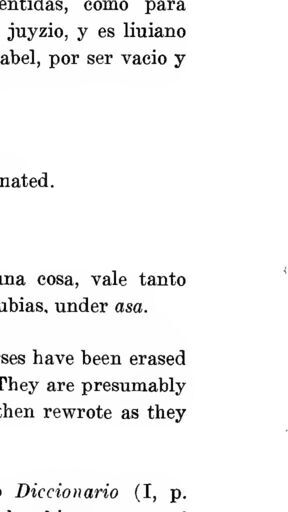 entidas, como para
juyzio, y es liuiano
abel, por ser vacio y
nated.
una cosa, vale tanto
ubias, under asa.
ses have been erased
They are presumably
then rewrote as they
Diccionario (I, p.